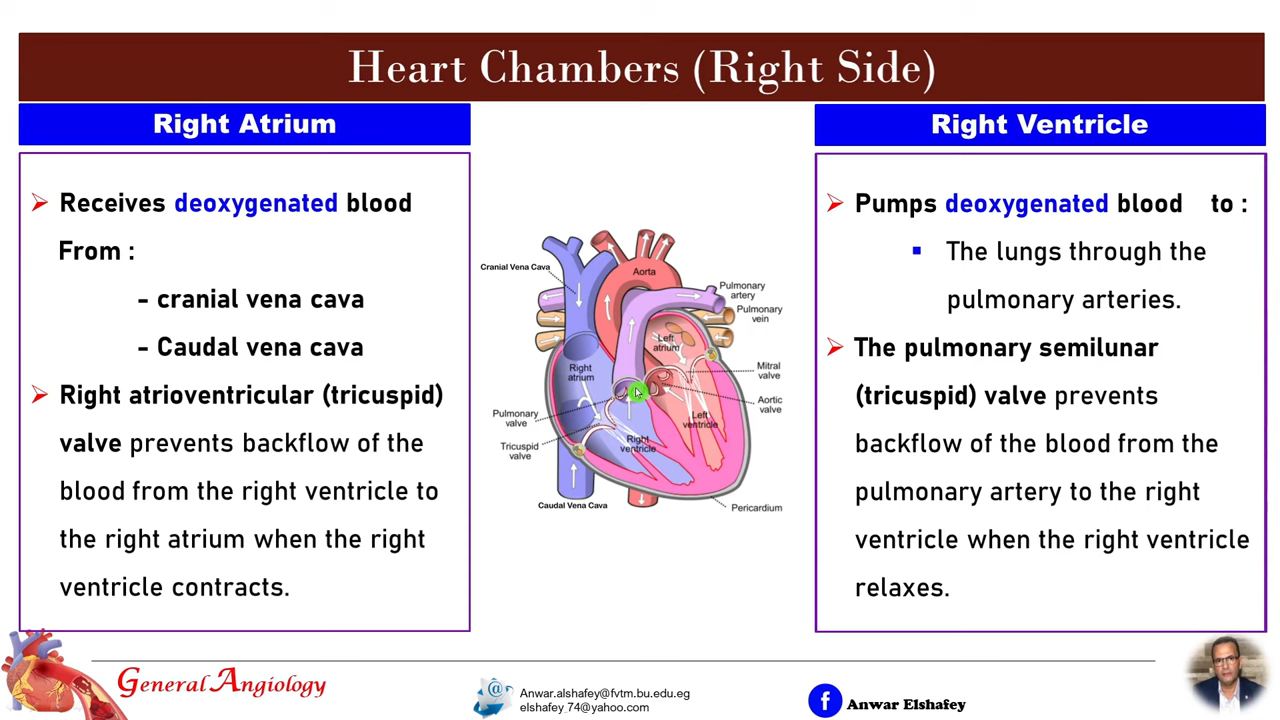 Heart Chambers (Right Side)
Right Atrium
➢ Receives deoxygenated blood
From :
- cranial vena cava
- Caudal vena cava
➢ Right atrioventricular (tricuspid)
valve prevents backflow of the
blood from the right ventricle to
the right atrium when the right
ventricle contracts.
Cranial Vena Cava
Aorta
Pulmonary
artery
Pulmonary
vein
Left
atrium
Right
atrium
Mitral
valve
Aortic
valve
Pulmonary
valve
Left
ventricle
Tricuspid
valve
Right
ventricle
Caudal Vena Cava
Pericardium
Right Ventricle
➢ Pumps deoxygenated blood to :
▪ The lungs through the
pulmonary arteries.
➢ The pulmonary semilunar
(tricuspid) valve prevents
backflow of the blood from the
pulmonary artery to the right
ventricle when the right ventricle
relaxes.
General Angiology
@
Anwar.alshafey@fvtm.bu.edu.eg
elshafey_74@yahoo.com
f
Anwar Elshafey